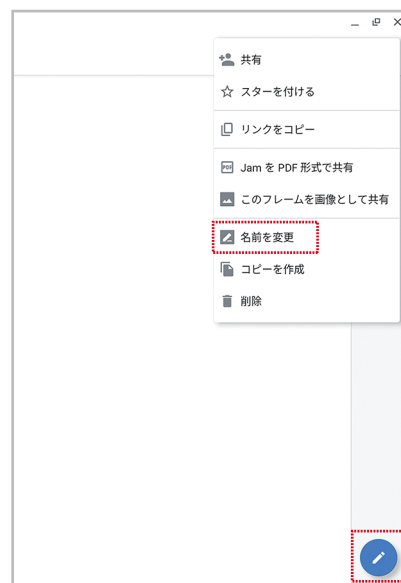 共有
スターを付ける
リンクをコピー
PDF Jam を PDF 形式で共有
このフレームを画像として共有
名前を変更
コピーを作成
削除